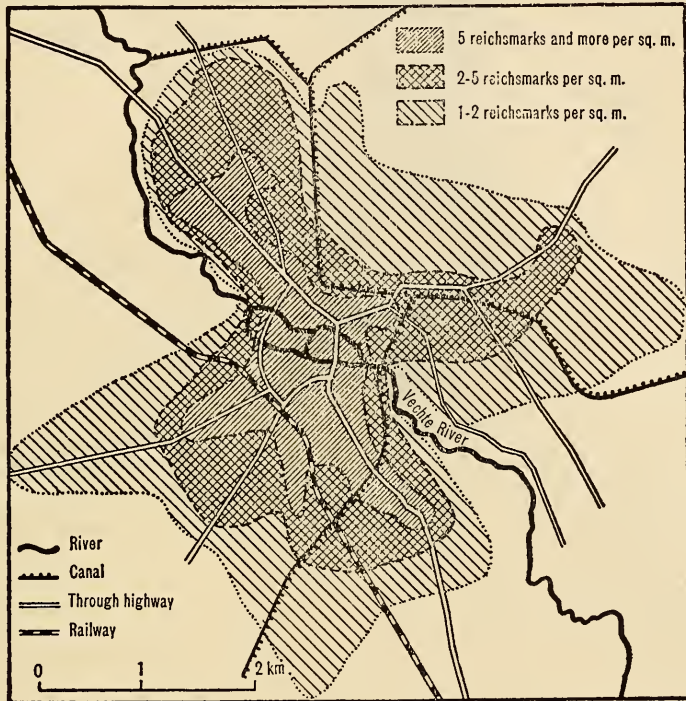 5 reichsmarks and more per sq. m.
2-5 reichsmarks per sq. m.
1-2 reichsmarks per sq. m.
Vechte River
River
Canal
Through highway
Railway
0 1 2 km